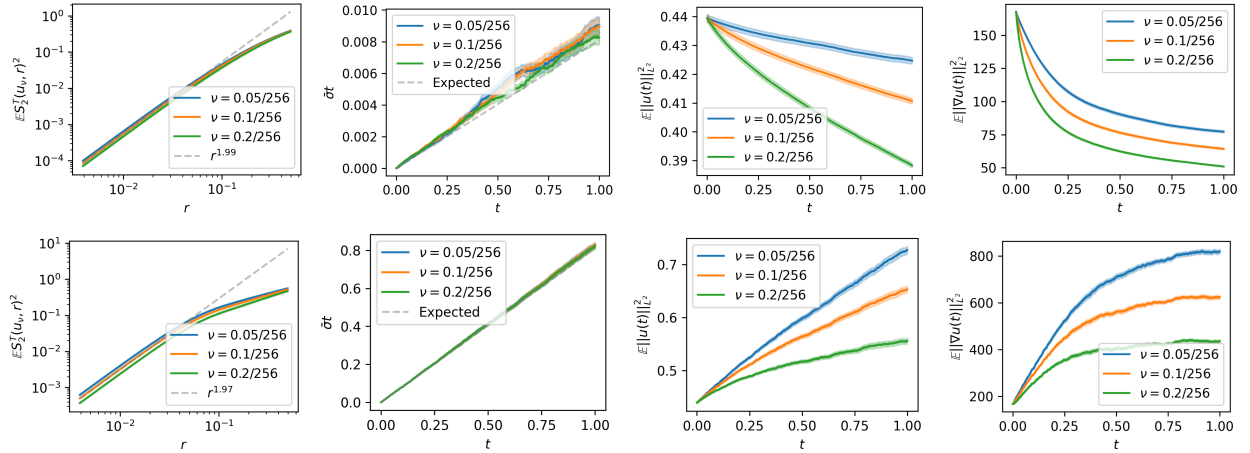 𝔼S₂ᵀ(u_ν, r)²
10⁰
10⁻¹
10⁻²
10⁻³
10⁻⁴
ν = 0.05/256
ν = 0.1/256
ν = 0.2/256
r^1.99
10⁻² 10⁻¹
r
σ̄t
0.010
0.008
0.006
0.004
0.002
0.000
ν = 0.05/256
ν = 0.1/256
ν = 0.2/256
Expected
0.00 0.25 0.50 0.75 1.00
t
𝔼||u(t)||²_L²
0.44
0.43
0.42
0.41
0.40
0.39
ν = 0.05/256
ν = 0.1/256
ν = 0.2/256
0.00 0.25 0.50 0.75 1.00
t
𝔼||∇u(t)||²_L²
150
125
100
75
50
ν = 0.05/256
ν = 0.1/256
ν = 0.2/256
0.00 0.25 0.50 0.75 1.00
t
𝔼S₂ᵀ(u_ν, r)²
10¹
10⁰
10⁻¹
10⁻²
10⁻³
ν = 0.05/256
ν = 0.1/256
ν = 0.2/256
r^1.97
10⁻² 10⁻¹
r
σ̄t
0.8
0.6
0.4
0.2
0.0
ν = 0.05/256
ν = 0.1/256
ν = 0.2/256
Expected
0.00 0.25 0.50 0.75 1.00
t
𝔼||u(t)||²_L²
0.7
0.6
0.5
ν = 0.05/256
ν = 0.1/256
ν = 0.2/256
0.00 0.25 0.50 0.75 1.00
t
𝔼||∇u(t)||²_L²
800
600
400
200
ν = 0.05/256
ν = 0.1/256
ν = 0.2/256
0.00 0.25 0.50 0.75 1.00
t